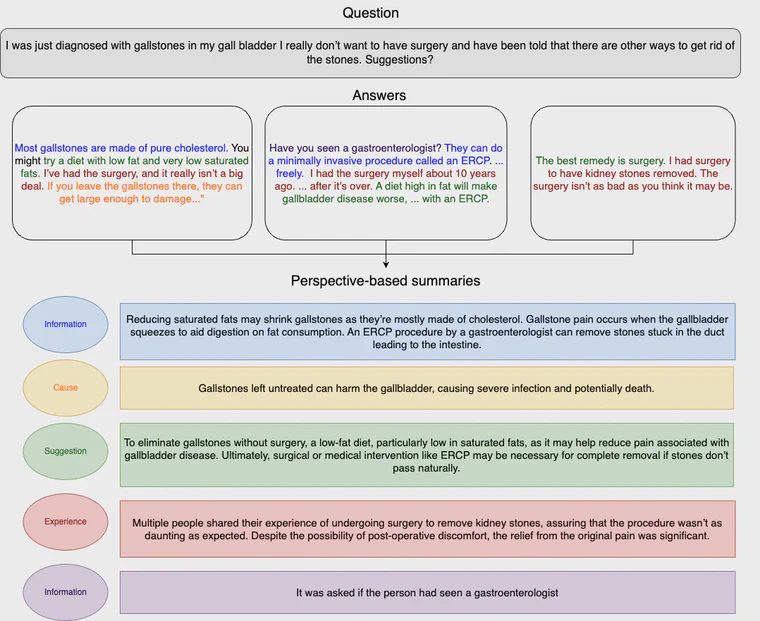 Question
I was just diagnosed with gallstones in my gall bladder I really don't want to have surgery and have been told that there are other ways to get rid of
the stones. Suggestions?
Answers
Most gallstones are made of pure cholesterol. You
might try a diet with low fat and very low saturated
fats. I've had the surgery, and it really isn't a big
deal. If you leave the gallstones there, they can
get large enough to damage..."
Have you seen a gastroenterologist? They can do
a minimally invasive procedure called an ERCP. ...
freely. I had the surgery myself about 10 years
ago. ... after it's over. A diet high in fat will make
gallbladder disease worse, ... with an ERCP.
The best remedy is surgery. I had surgery
to have kidney stones removed. The
surgery isn't as bad as you think it may be.
Perspective-based summaries
Information
Reducing saturated fats may shrink gallstones as they're mostly made of cholesterol. Gallstone pain occurs when the gallbladder
squeezes to aid digestion on fat consumption. An ERCP procedure by a gastroenterologist can remove stones stuck in the duct
leading to the intestine.
Cause
Gallstones left untreated can harm the gallbladder, causing severe infection and potentially death.
Suggestion
To eliminate gallstones without surgery, a low-fat diet, particularly low in saturated fats, as it may help reduce pain associated with
gallbladder disease. Ultimately, surgical or medical intervention like ERCP may be necessary for complete removal if stones don't
pass naturally.
Experience
Multiple people shared their experience of undergoing surgery to remove kidney stones, assuring that the procedure wasn't as
daunting as expected. Despite the possibility of post-operative discomfort, the relief from the original pain was significant.
Information
It was asked if the person had seen a gastroenterologist